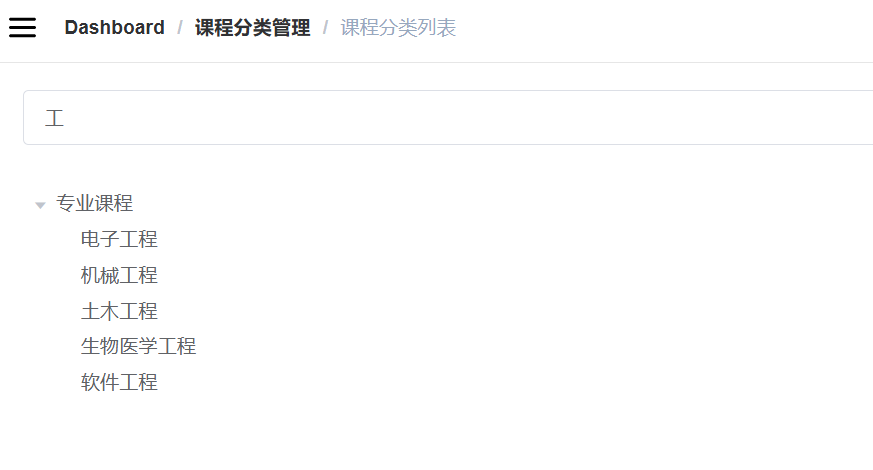 Dashboard / 课程分类管理 / 课程分类列表
工
专业课程
电子工程
机械工程
土木工程
生物医学工程
软件工程